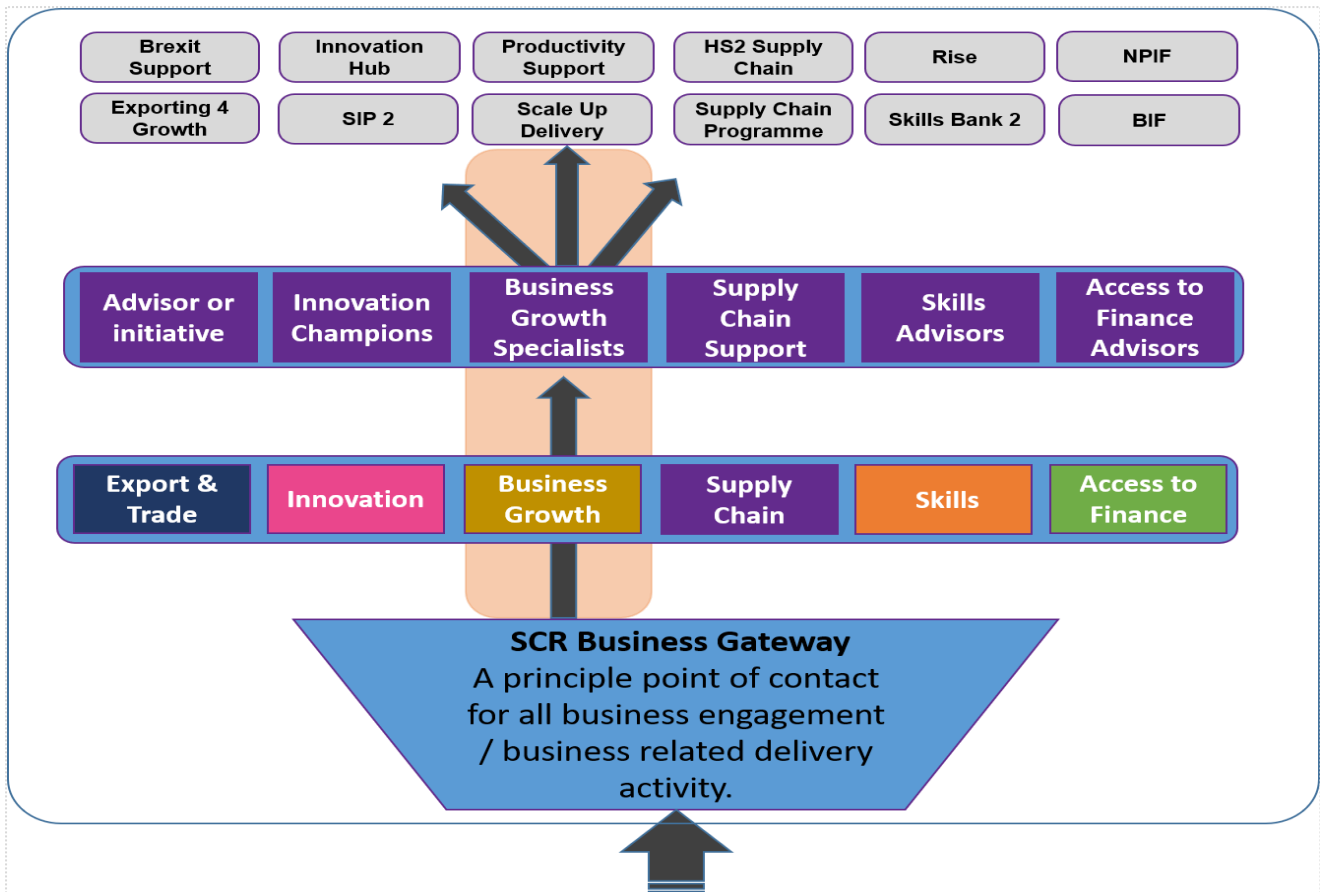 Brexit
Support
Innovation
Hub
Productivity
Support
HS2 Supply
Chain
Rise
NPIF
Exporting 4
Growth
SIP 2
Scale Up
Delivery
Supply Chain
Programme
Skills Bank 2
BIF
Advisor or
initiative
Innovation
Champions
Business
Growth
Specialists
Supply
Chain
Support
Skills
Advisors
Access to
Finance
Advisors
Export &
Trade
Innovation
Business
Growth
Supply
Chain
Skills
Access to
Finance
SCR Business Gateway
A principle point of contact
for all business engagement
/ business related delivery
activity.